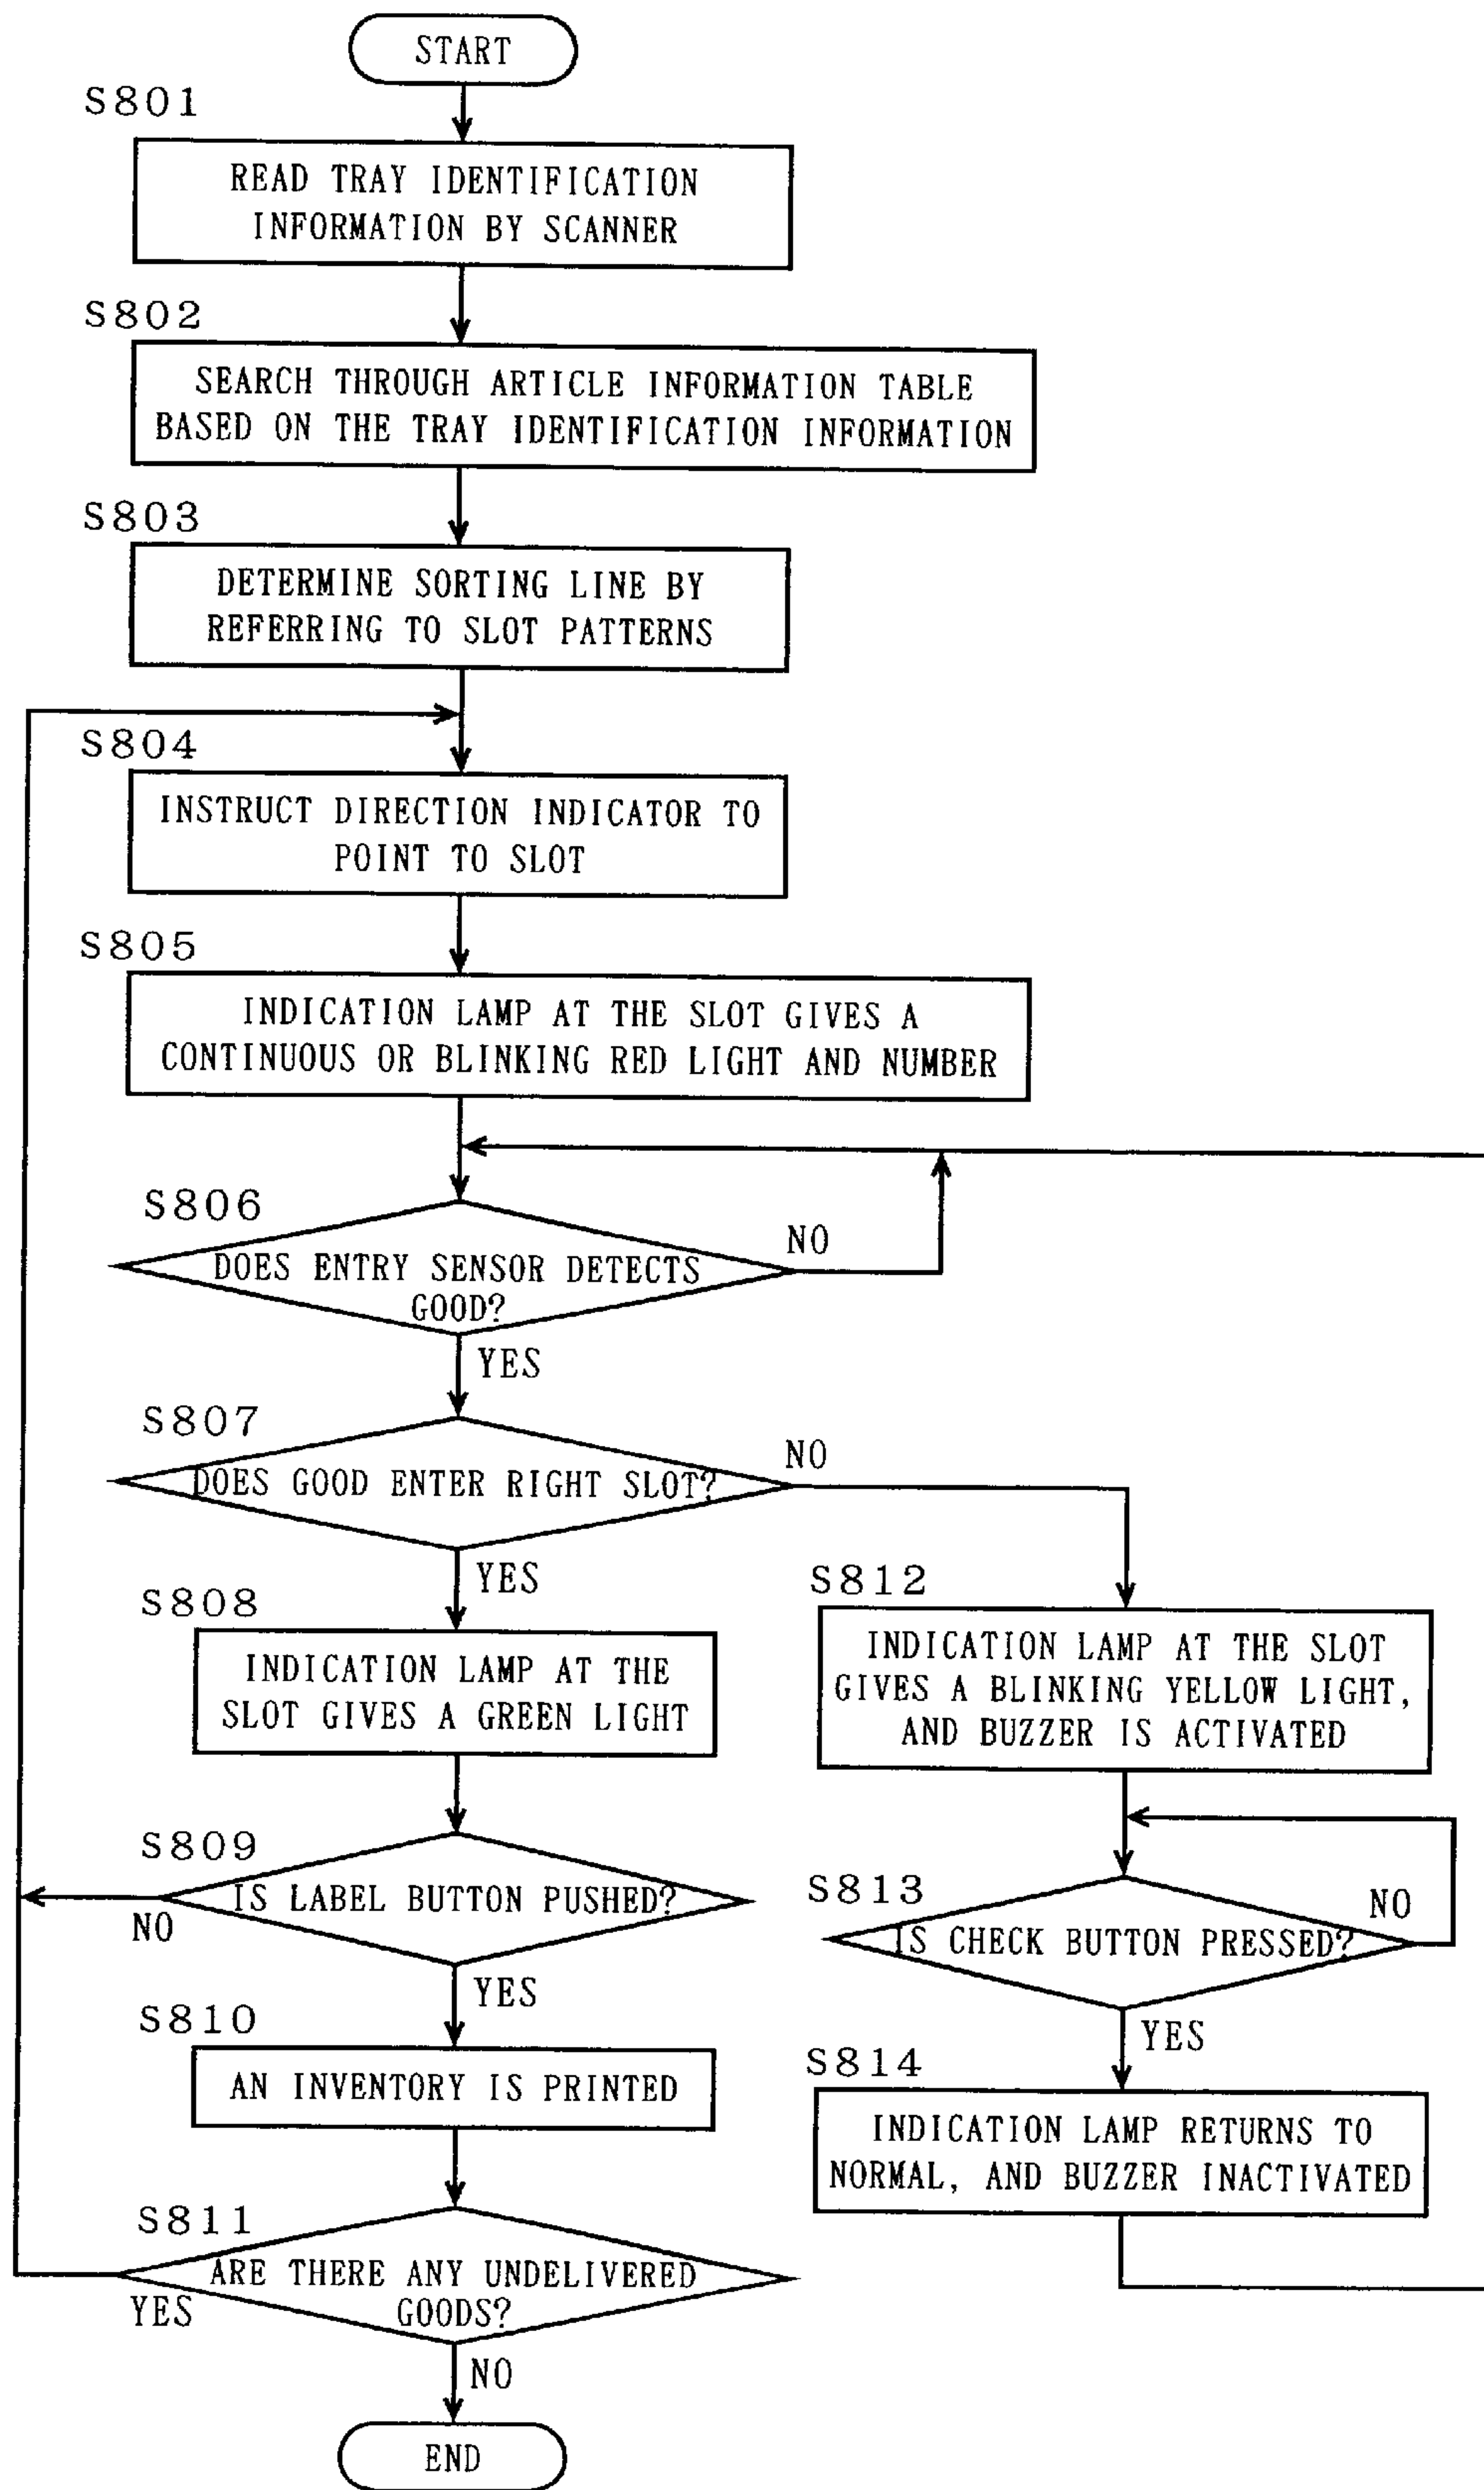 START
S801
READ TRAY IDENTIFICATION
INFORMATION BY SCANNER
S802
SEARCH THROUGH ARTICLE INFORMATION TABLE
BASED ON THE TRAY IDENTIFICATION INFORMATION
S803
DETERMINE SORTING LINE BY
REFERRING TO SLOT PATTERNS
S804
INSTRUCT DIRECTION INDICATOR TO
POINT TO SLOT
S805
INDICATION LAMP AT THE SLOT GIVES A
CONTINUOUS OR BLINKING RED LIGHT AND NUMBER
S806
DOES ENTRY SENSOR DETECTS
GOOD?
NO
YES
S807
DOES GOOD ENTER RIGHT SLOT?
NO
YES
S808
INDICATION LAMP AT THE
SLOT GIVES A GREEN LIGHT
S809
IS LABEL BUTTON PUSHED?
NO
YES
S810
AN INVENTORY IS PRINTED
S811
ARE THERE ANY UNDELIVERED
GOODS?
YES
NO
END
S812
INDICATION LAMP AT THE SLOT
GIVES A BLINKING YELLOW LIGHT,
AND BUZZER IS ACTIVATED
S813
IS CHECK BUTTON PRESSED?
NO
YES
S814
INDICATION LAMP RETURNS TO
NORMAL, AND BUZZER INACTIVATED